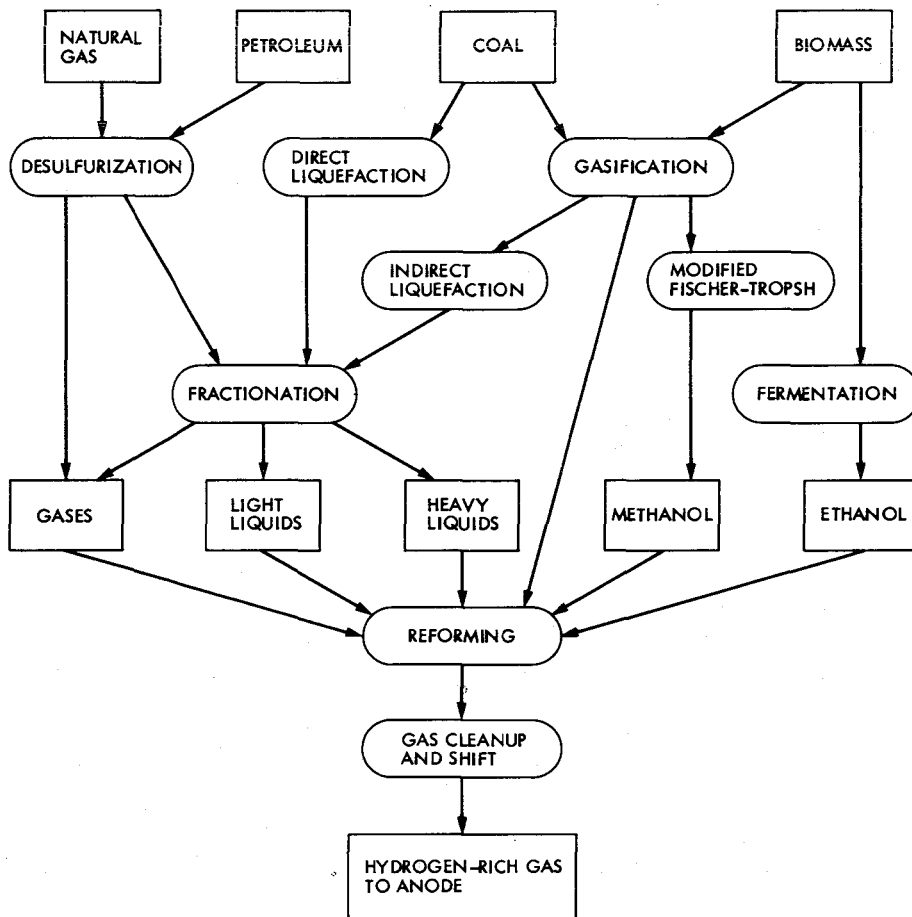 NATURAL
GAS
PETROLEUM
COAL
BIOMASS
DESULFURIZATION
DIRECT
LIQUEFACTION
GASIFICATION
INDIRECT
LIQUEFACTION
MODIFIED
FISCHER-TROPSH
FRACTIONATION
FERMENTATION
GASES
LIGHT
LIQUIDS
HEAVY
LIQUIDS
METHANOL
ETHANOL
REFORMING
GAS CLEANUP
AND SHIFT
HYDROGEN-RICH GAS
TO ANODE